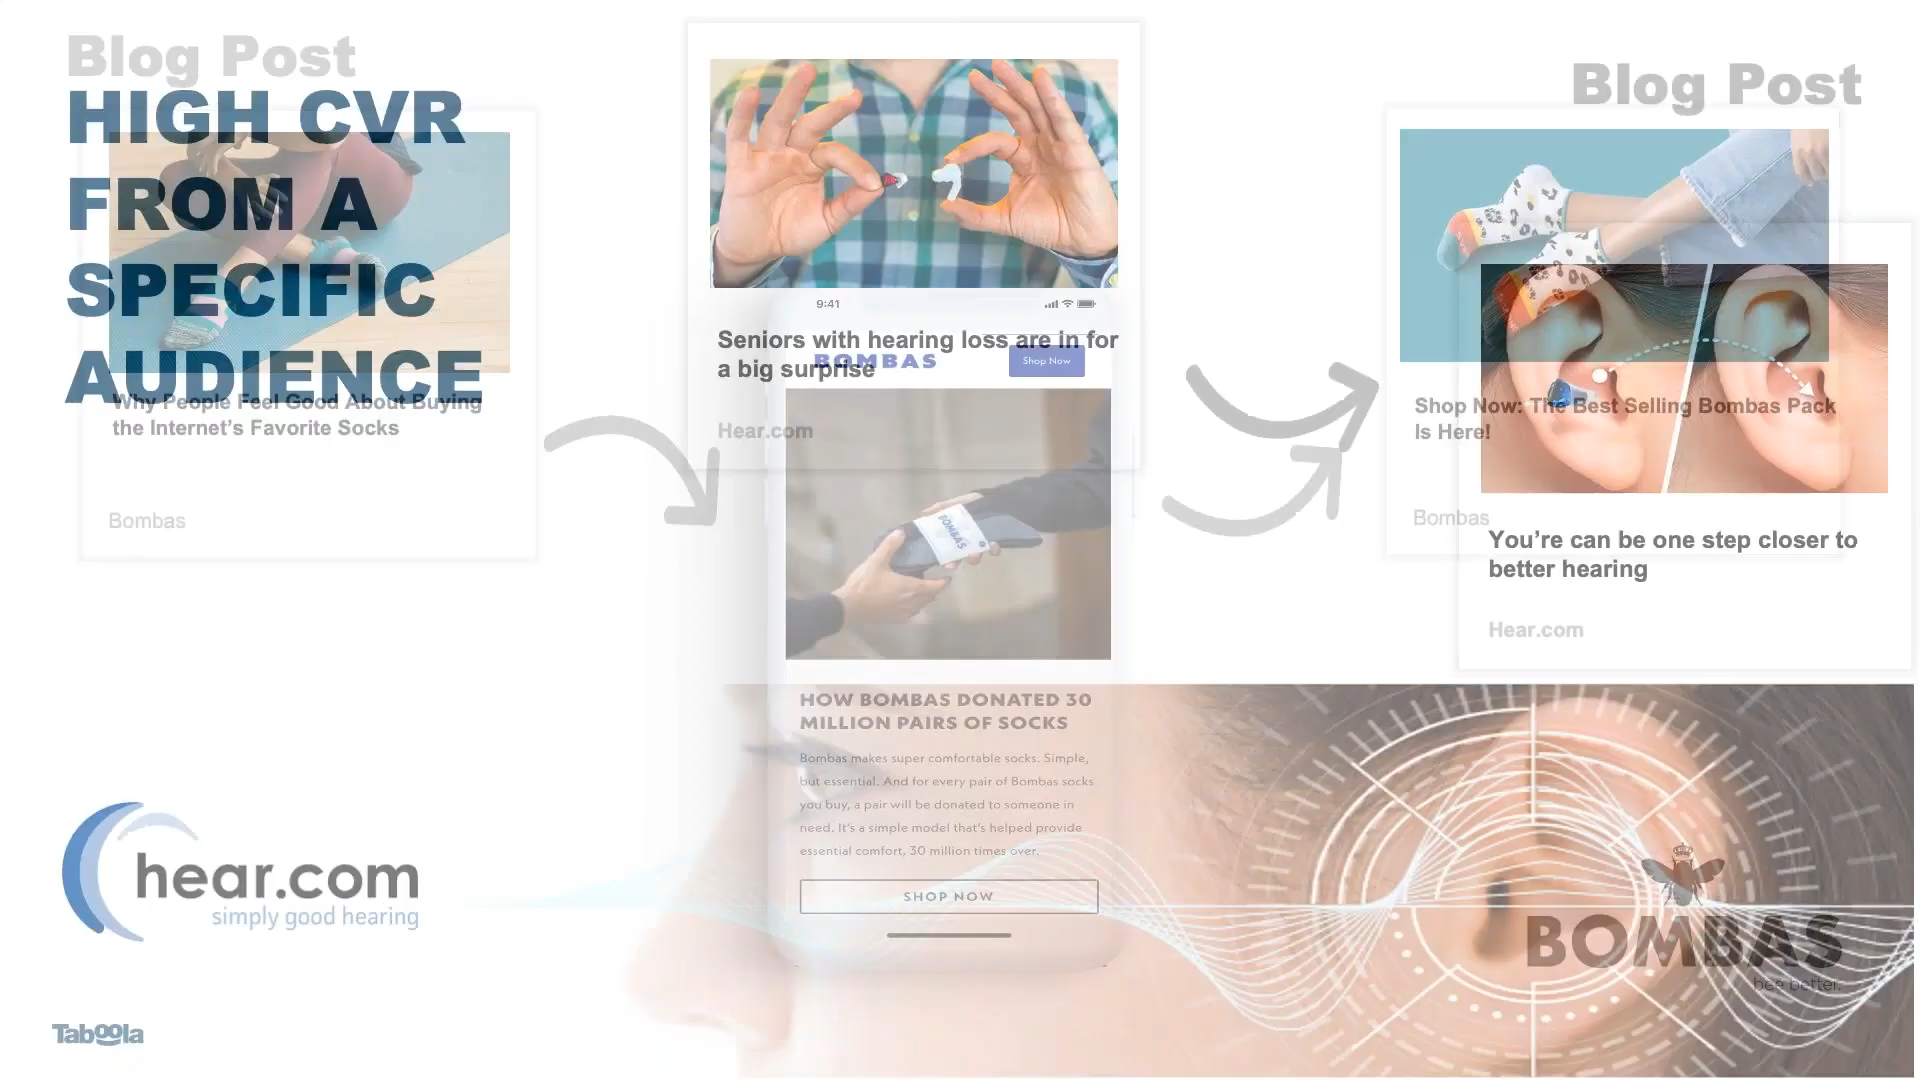 Blog Post
HIGH CVR
FROM A
SPECIFIC
AUDIENCE
Why People Feel Good About Buying
the Internet's Favorite Socks
Bombas
Seniors with hearing loss are in for
a big surprise
Hear.com
9:41
BOMBAS
Shop Now
BOMBAS
HOW BOMBAS DONATED 30
MILLION PAIRS OF SOCKS
Bombas makes super comfortable socks. Simple,
but essential. And for every pair of Bombas socks
you buy, a pair will be donated to someone in
need. It's a simple model that's helped provide
essential comfort, 30 million times over.
SHOP NOW
Blog Post
Shop Now: The Best Selling Bombas Pack
Is Here!
Bombas
You're can be one step closer to
better hearing
Hear.com
hear.com
simply good hearing
BOMBAS
bee better.
Taboola